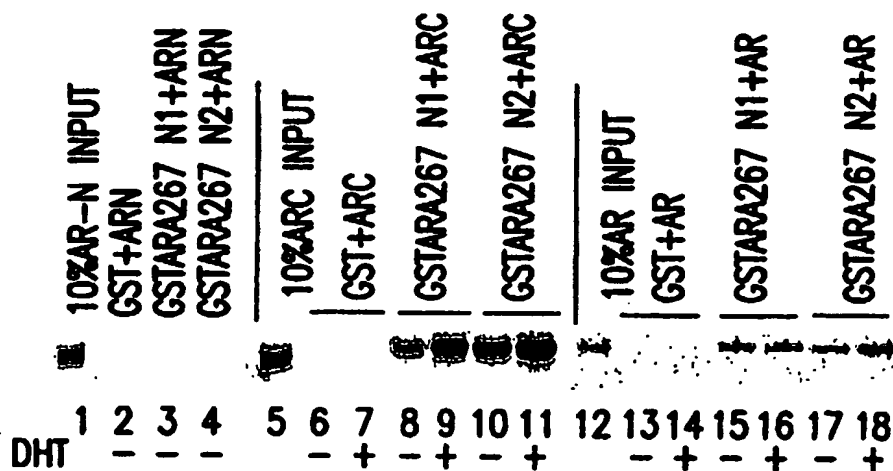 10%AR-N INPUT
GST+ARN
GSTARA267 N1+ARN
GSTARA267 N2+ARN
10%ARC INPUT
GST+ARC
GSTARA267 N1+ARC
GSTARA267 N2+ARC
10%AR INPUT
GST+AR
GSTARA267 N1+AR
GSTARA267 N2+AR
1 2 3 4 5 6 7 8 9 10 11 12 13 14 15 16 17 18
DHT - - - - + - + - + - + - + - +